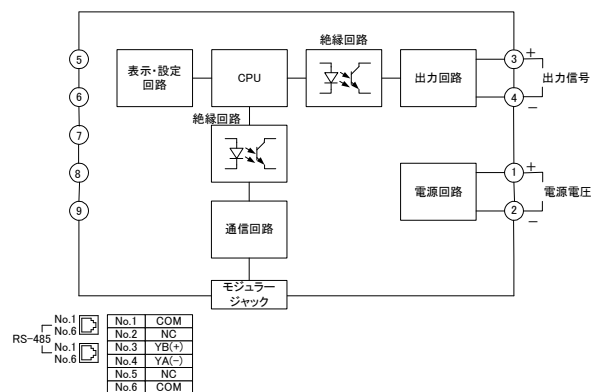 絶縁回路
5
6
7
8
9
表示・設定
回路
CPU
出力回路
3
+
出力信号
4
−
絶縁回路
通信回路
電源回路
1
+
電源電圧
2
−
モジュラー
ジャック
RS-485
No.1
No.6
No.1
No.6
No.1 COM
No.2 NC
No.3 YB(+)
No.4 YA(−)
No.5 NC
No.6 COM